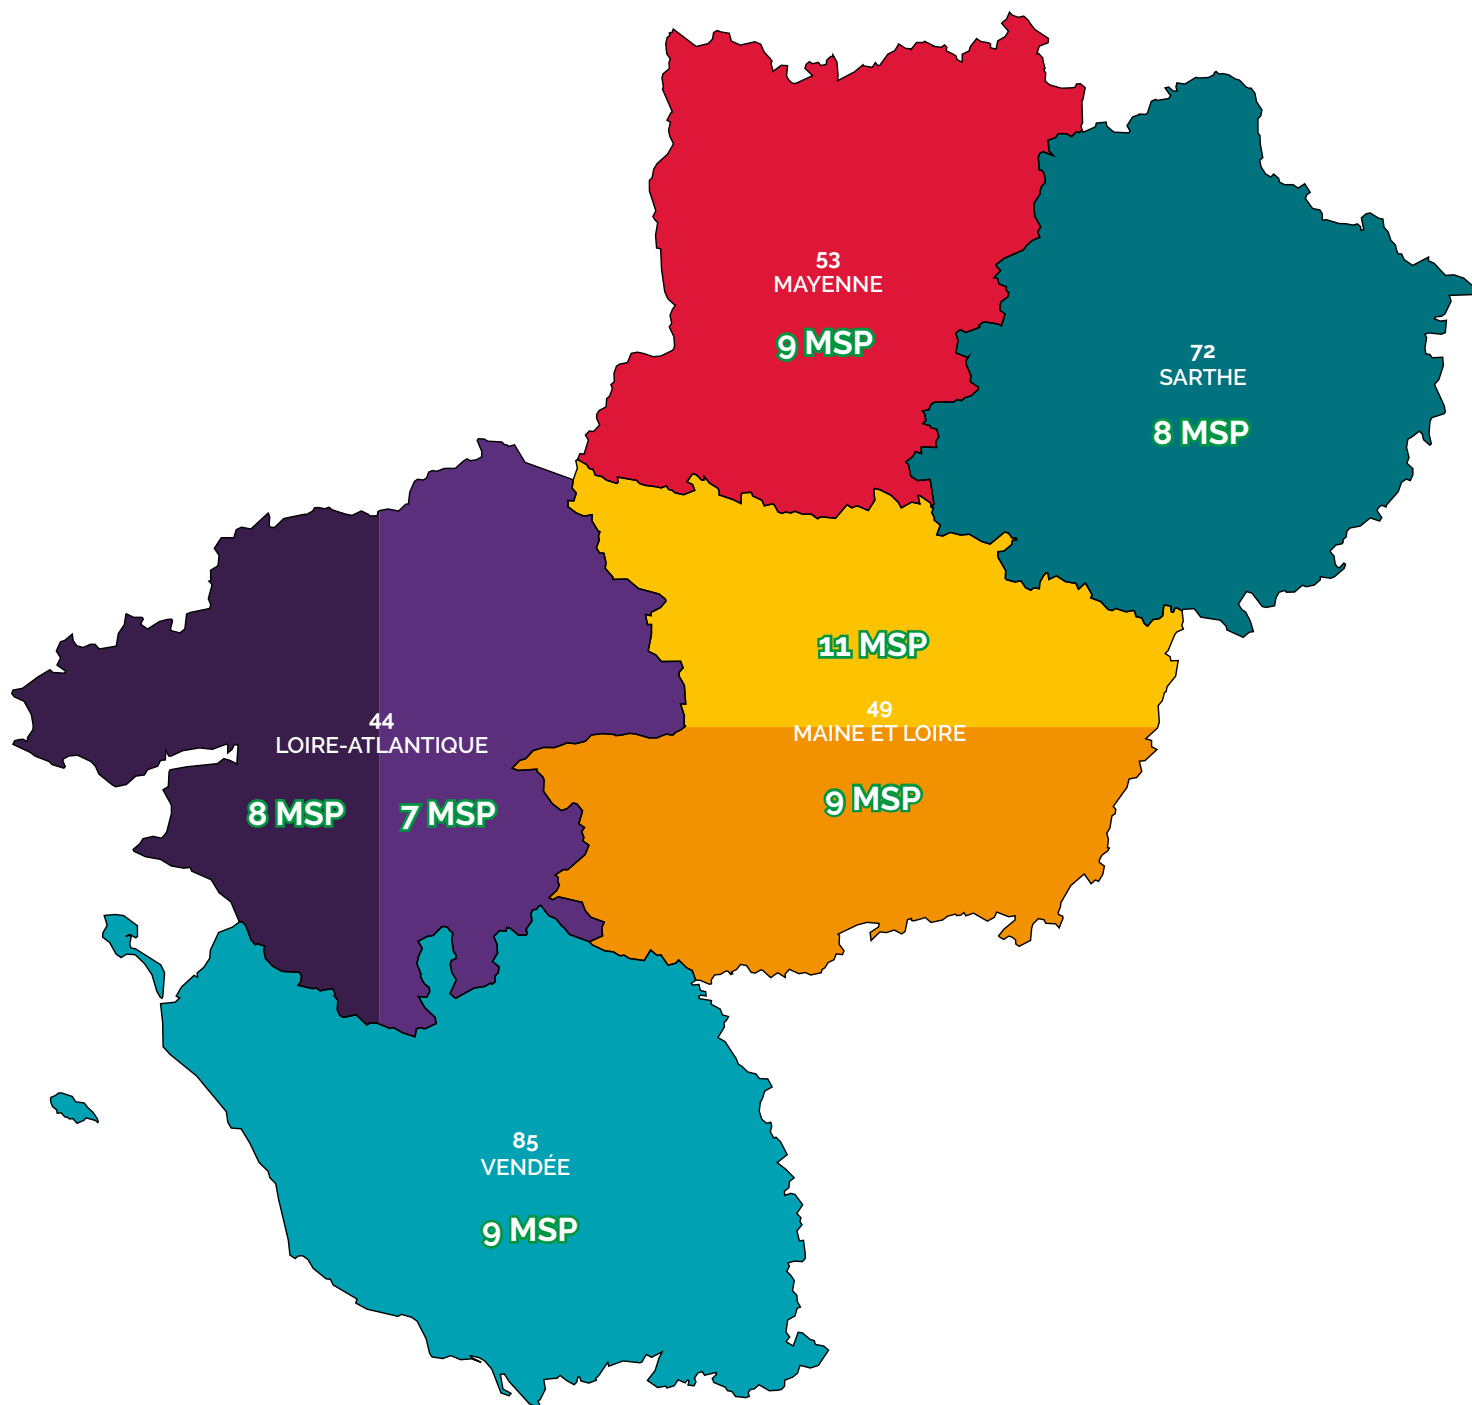 53
MAYENNE
9 MSP
72
SARTHE
8 MSP
11 MSP
49
MAINE ET LOIRE
9 MSP
44
LOIRE-ATLANTIQUE
8 MSP
7 MSP
85
VENDÉE
9 MSP